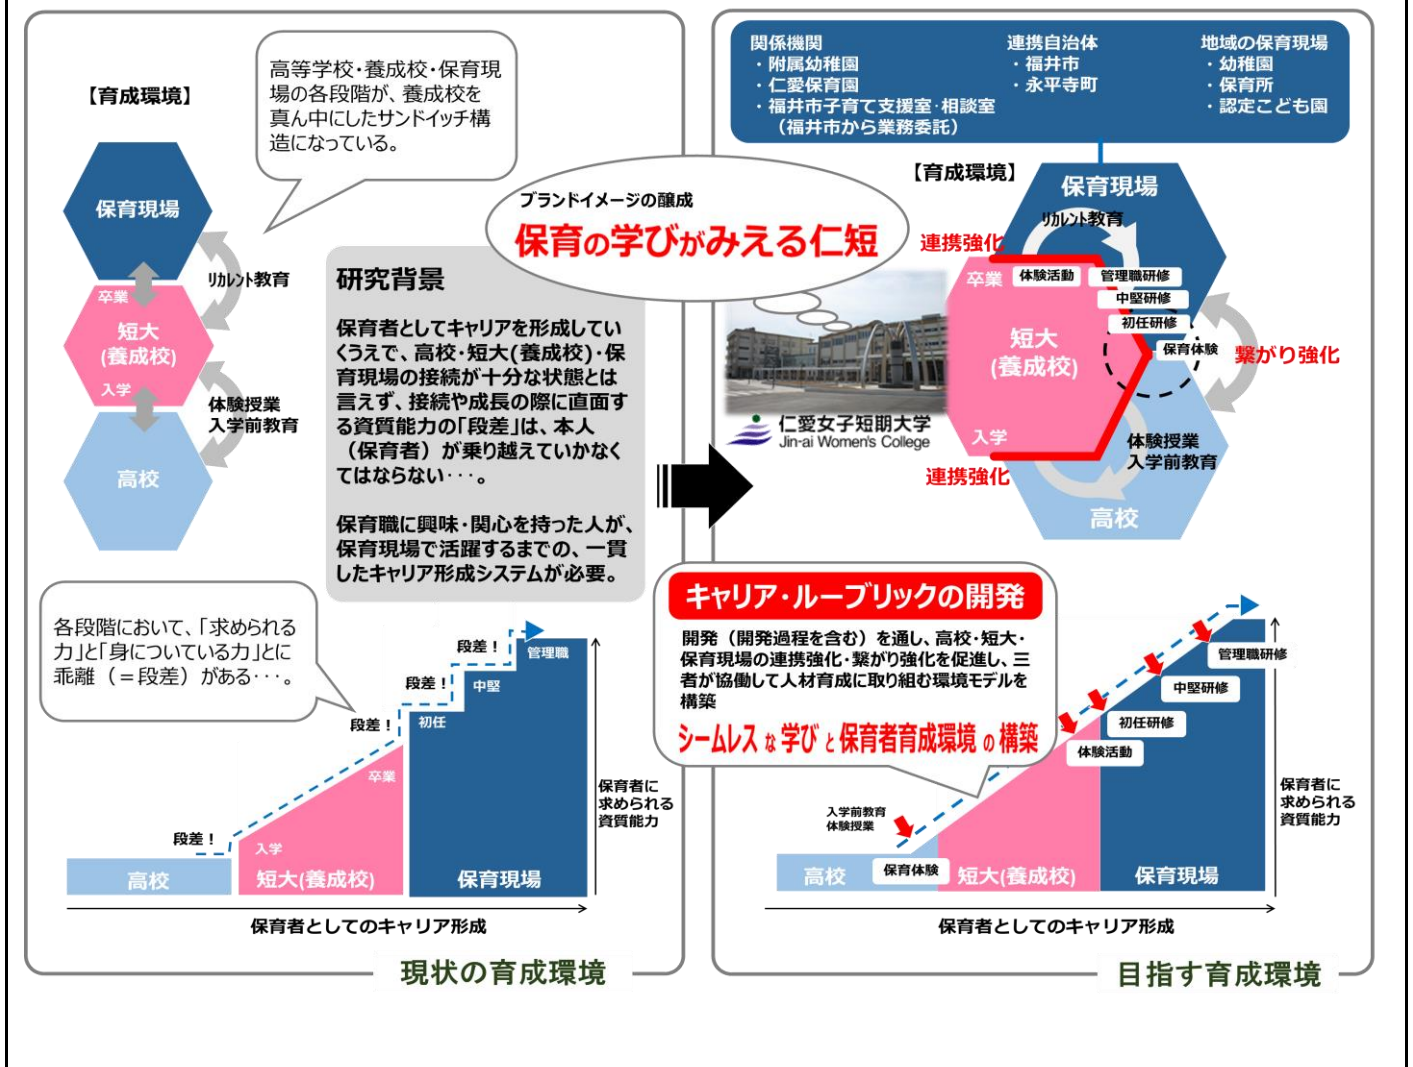 【育成環境】
高等学校・養成校・保育現
場の各段階が、養成校を
真ん中にしたサンドイッチ構
造になっている。
保育現場
リカレント教育
卒業
短大
(養成校)
入学
体験授業
入学前教育
高校
研究背景
保育者としてキャリアを形成してい
くうえで、高校・短大(養成校)・保
育現場の接続が十分な状態とは
言えず、接続や成長の際に直面す
る資質能力の「段差」は、本人
（保育者）が乗り越えていかなく
てはならない・・・。
保育職に興味・関心を持った人が、
保育現場で活躍するまでの、一貫
したキャリア形成システムが必要。
各段階において、「求められる
力」と「身についている力」とに
乖離（＝段差）がある・・・。
段差！
段差！
段差！
段差！
管理職
中堅
初任
卒業
入学
高校
短大(養成校)
保育現場
保育者に
求められる
資質能力
保育者としてのキャリア形成
現状の育成環境
関係機関
・附属幼稚園
・仁愛保育園
・福井市子育て支援室・相談室
（福井市から業務委託）
連携自治体
・福井市
・永平寺町
地域の保育現場
・幼稚園
・保育所
・認定こども園
ブランドイメージの醸成
保育の学びがみえる仁短
仁愛女子短期大学
Jin-ai Women's College
【育成環境】
保育現場
リカレント教育
連携強化
卒業
体験活動
管理職研修
中堅研修
初任研修
保育体験
繋がり強化
短大
(養成校)
入学
連携強化
体験授業
入学前教育
高校
キャリア・ルーブリックの開発
開発（開発過程を含む）を通し、高校・短大・
保育現場の連携強化・繋がり強化を促進し、三
者が協働して人材育成に取り組む環境モデルを
構築
シームレスな学びと保育者育成環境の構築
管理職研修
中堅研修
初任研修
体験活動
入学前教育
体験授業
保育体験
高校
短大(養成校)
保育現場
保育者に
求められる
資質能力
保育者としてのキャリア形成
目指す育成環境